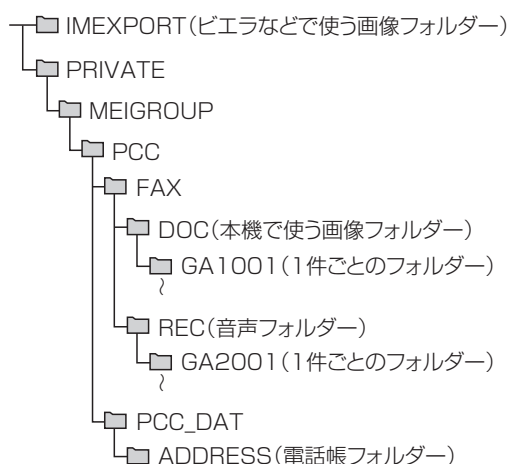 IMEXPORT(ビエラなどで使う画像フォルダー)
PRIVATE
MEIGROUP
PCC
FAX
DOC(本機で使う画像フォルダー)
GA1001(1件ごとのフォルダー)
～
REC(音声フォルダー)
GA2001(1件ごとのフォルダー)
～
PCC_DAT
ADDRESS(電話帳フォルダー)